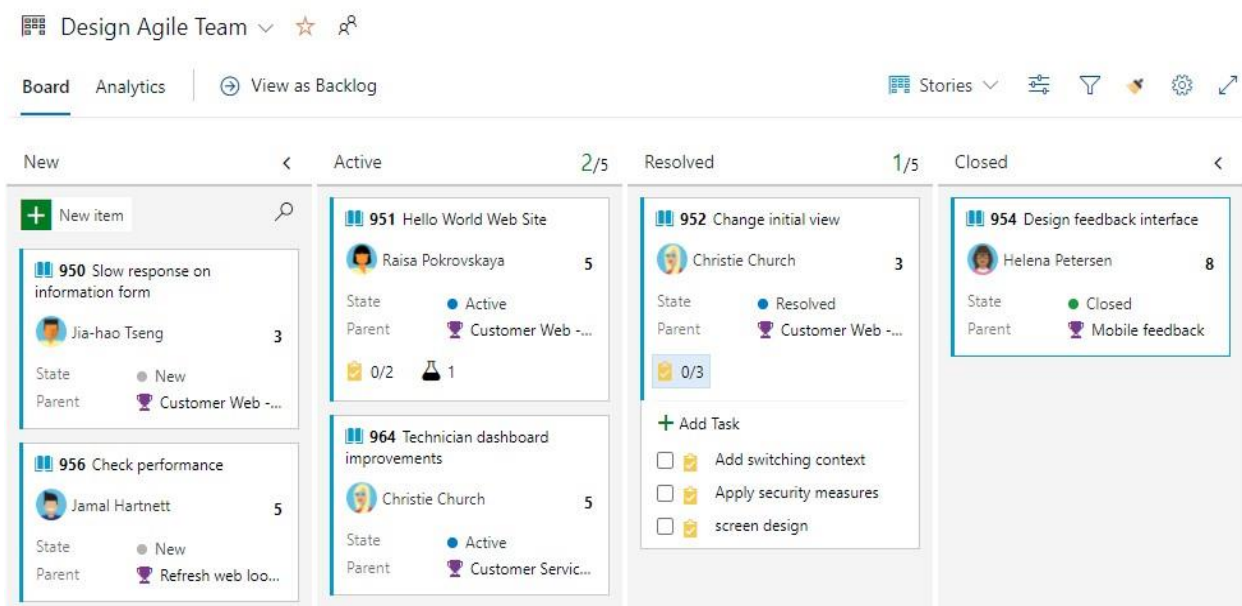 Design Agile Team
Board Analytics View as Backlog Stories
New
New item
950 Slow response on
information form
Jia-hao Tseng 3
State New
Parent Customer Web -...
956 Check performance
Jamal Hartnett 5
State New
Parent Refresh web loo...
Active 2/5
951 Hello World Web Site
Raisa Pokrovskaya 5
State Active
Parent Customer Web -...
0/2 1
964 Technician dashboard
improvements
Christie Church 5
State Active
Parent Customer Servic...
Resolved 1/5
952 Change initial view
Christie Church 3
State Resolved
Parent Customer Web -...
0/3
Add Task
Add switching context
Apply security measures
screen design
Closed
954 Design feedback interface
Helena Petersen 8
State Closed
Parent Mobile feedback